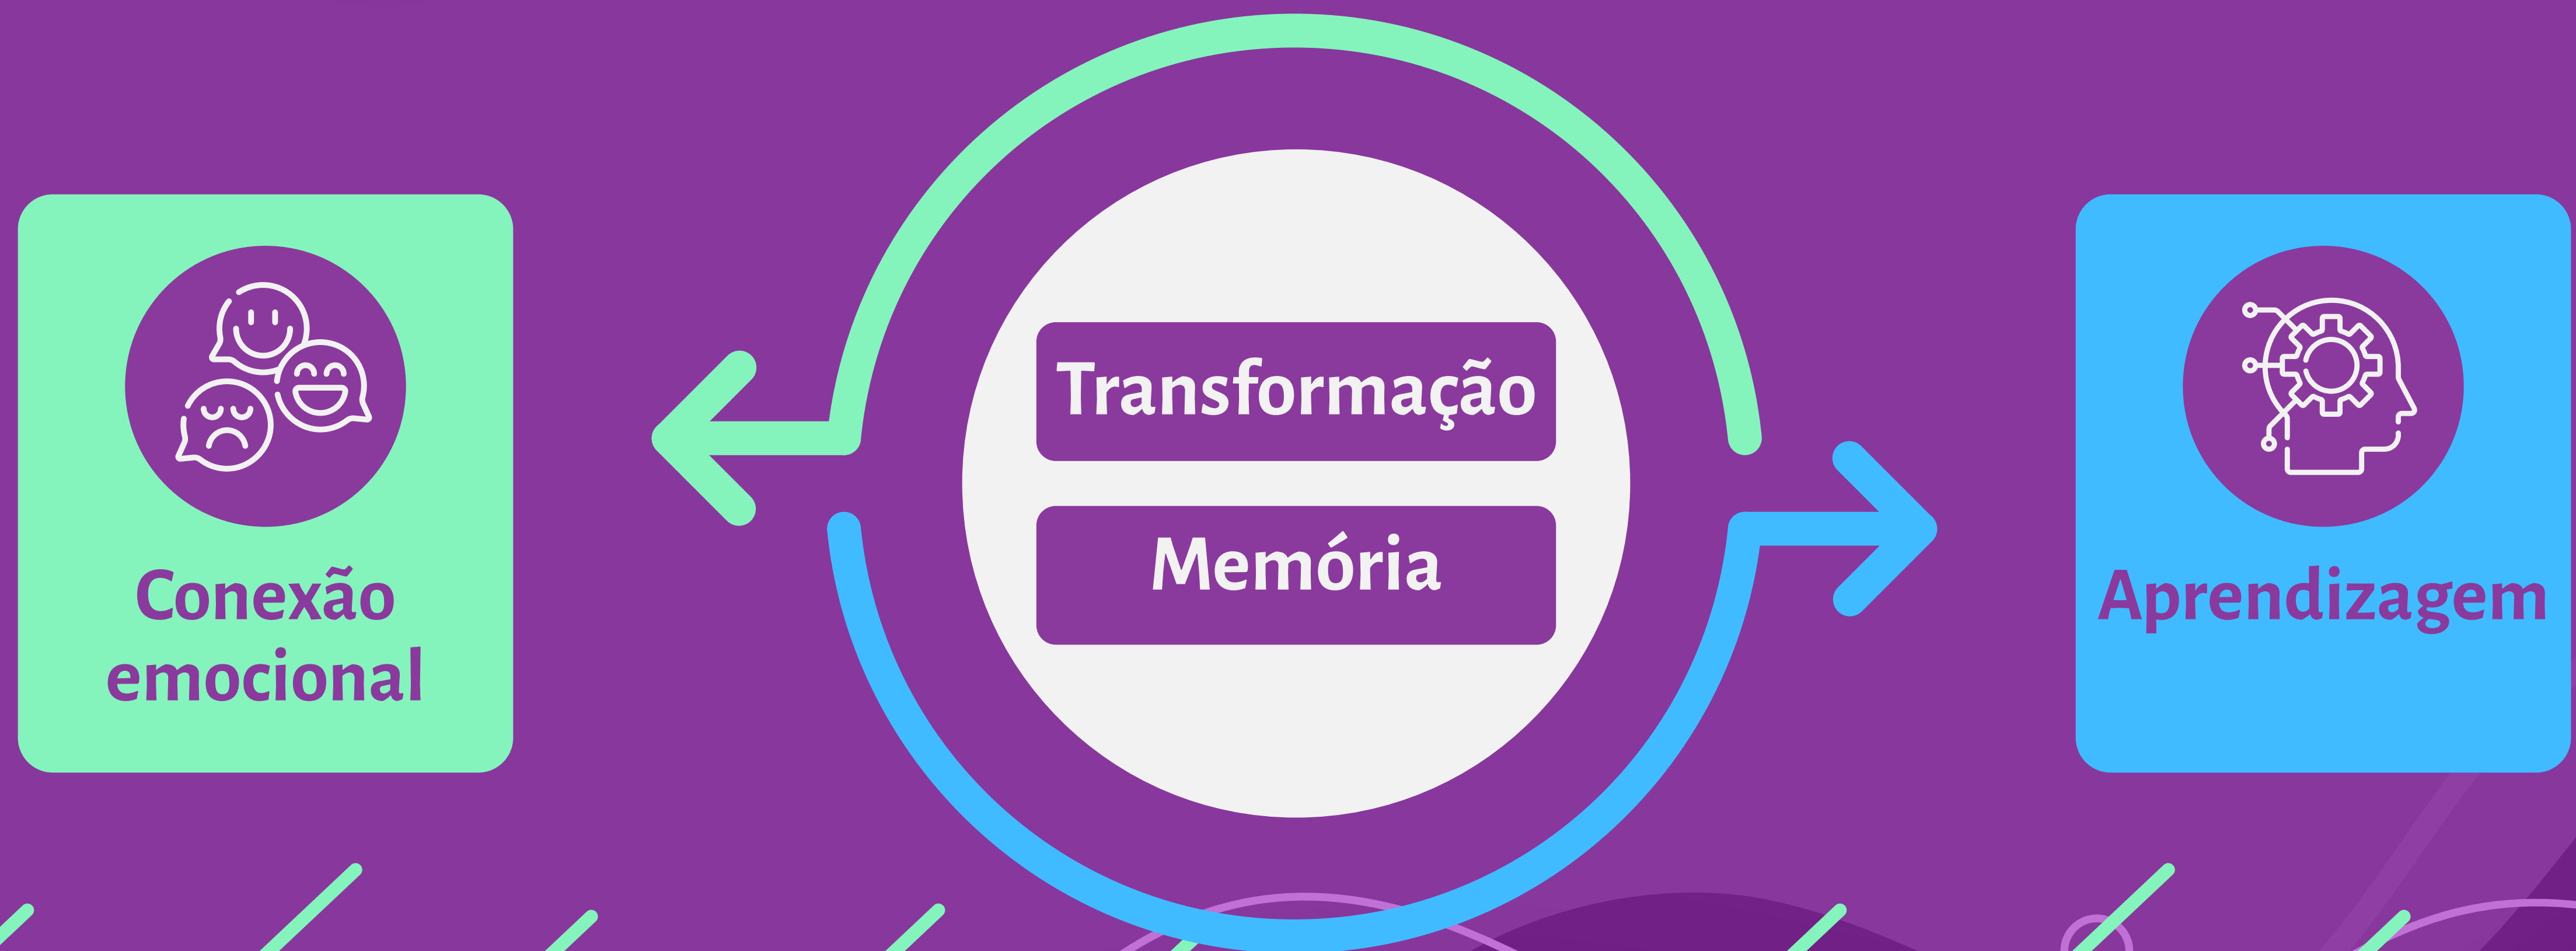 Conexão
emocional
Transformação
Memória
Aprendizagem